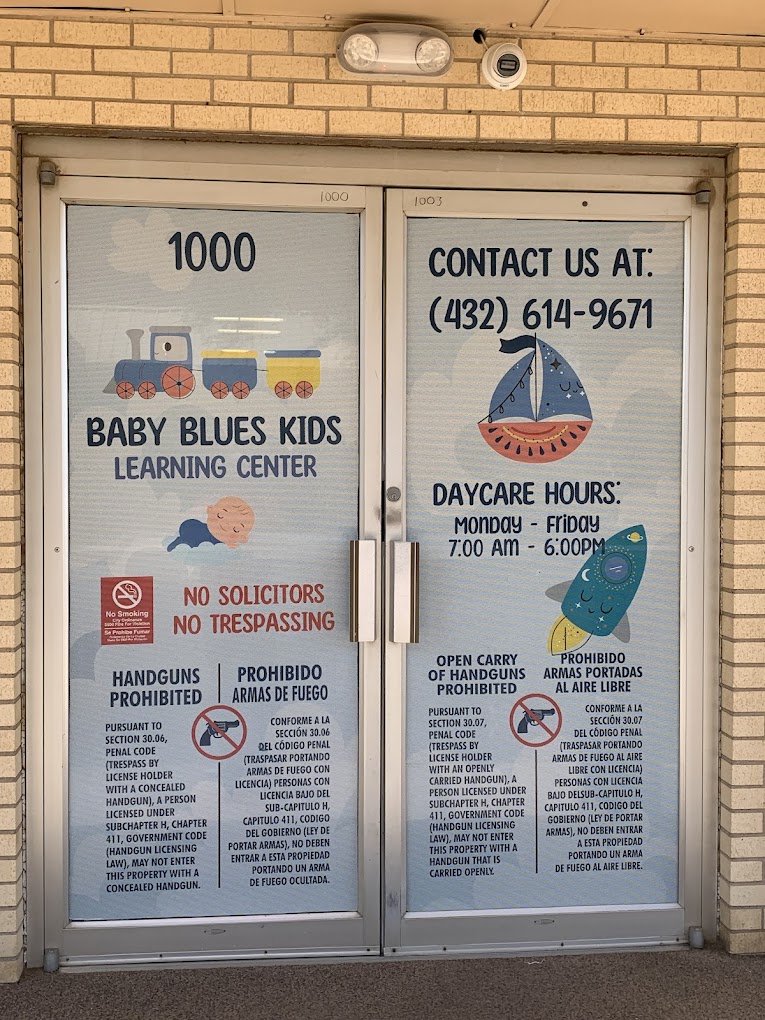 1000
1003
1000
BABY BLUES KIDS
LEARNING CENTER
No Smoking
City Ordinance
Se Prohibe Fumar
NO SOLICITORS
NO TRESPASSING
HANDGUNS
PROHIBITED
PURSUANT TO
SECTION 30.06,
PENAL CODE
(TRESPASS BY
LICENSE HOLDER
WITH A CONCEALED
HANDGUN), A PERSON
LICENSED UNDER
SUBCHAPTER H, CHAPTER
411, GOVERNMENT CODE
(HANDGUN LICENSING
LAW), MAY NOT ENTER
THIS PROPERTY WITH A
CONCEALED HANDGUN.
PROHIBIDO
ARMAS DE FUEGO
CONFORME A LA
SECCIÓN 30.06
DEL CÓDIGO PENAL
(TRASPASAR PORTANDO
ARMAS DE FUEGO CON
LICENCIA) PERSONAS CON
LICENCIA BAJO DEL
SUB-CAPITULO H,
CAPITULO 411, CODIGO
DEL GOBIERNO (LEY DE
PORTAR ARMAS), NO DEBEN
ENTRAR A ESTA PROPIEDAD
PORTANDO UN ARMA
DE FUEGO OCULTADA.
CONTACT US AT:
(432) 614-9671
DAYCARE HOURS:
Monday - Friday
7:00 Am - 6:00PM
OPEN CARRY
OF HANDGUNS
PROHIBITED
PURSUANT TO
SECTION 30.07,
PENAL CODE
(TRESPASS BY
LICENSE HOLDER
WITH AN OPENLY
CARRIED HANDGUN), A
PERSON LICENSED UNDER
SUBCHAPTER H, CHAPTER
411, GOVERNMENT CODE
(HANDGUN LICENSING
LAW), MAY NOT ENTER
THIS PROPERTY WITH A
HANDGUN THAT IS
CARRIED OPENLY.
PROHIBIDO
ARMAS PORTADAS
AL AIRE LIBRE
CONFORME A LA
SECCIÓN 30.07
DEL CÓDIGO PENAL
(TRASPASAR PORTANDO
ARMAS DE FUEGO AL AIRE
LIBRE CON LICENCIA)
PERSONAS CON LICENCIA
BAJO DELSUB-CAPITULO H,
CAPITULO 411, CODIGO DEL
GOBIERNO (LEY DE PORTAR
ARMAS), NO DEBEN ENTRAR
A ESTA PROPIEDAD
PORTANDO UN ARMA
DE FUEGO AL AIRE LIBRE.